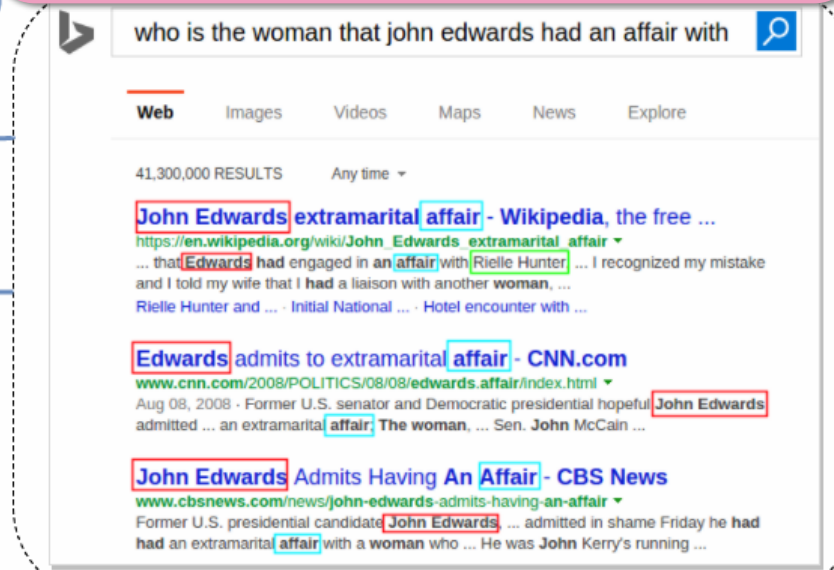 who is the woman that john edwards had an affair with
Web Images Videos Maps News Explore
41,300,000 RESULTS Any time
John Edwards extramarital affair - Wikipedia, the free ...
https://en.wikipedia.org/wiki/John_Edwards_extramarital_affair
... that Edwards had engaged in an affair with Rielle Hunter ... I recognized my mistake
and I told my wife that I had a liaison with another woman, ...
Rielle Hunter and ... · Initial National ... · Hotel encounter with ...
Edwards admits to extramarital affair - CNN.com
www.cnn.com/2008/POLITICS/08/08/edwards.affair/index.html
Aug 08, 2008 · Former U.S. senator and Democratic presidential hopeful John Edwards
admitted ... an extramarital affair; The woman, ... Sen. John McCain ...
John Edwards Admits Having An Affair - CBS News
www.cbsnews.com/news/john-edwards-admits-having-an-affair
Former U.S. presidential candidate John Edwards, ... admitted in shame Friday he had
had an extramarital affair with a woman who ... He was John Kerry's running ...